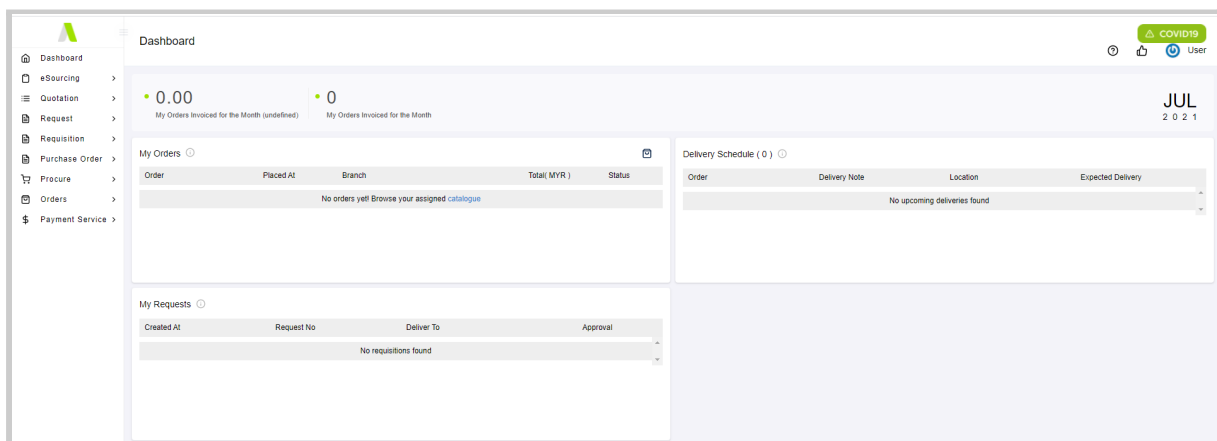 Dashboard
COVID19
User
Dashboard
eSourcing
Quotation
Request
Requisition
Purchase Order
Procure
Orders
Payment Service
0.00
My Orders Invoiced for the Month (undefined)
0
My Orders Invoiced for the Month
JUL
2021
My Orders
Order Placed At Branch Total( MYR ) Status
No orders yet! Browse your assigned catalogue
Delivery Schedule ( 0 )
Order Delivery Note Location Expected Delivery
No upcoming deliveries found
My Requests
Created At Request No Deliver To Approval
No requisitions found